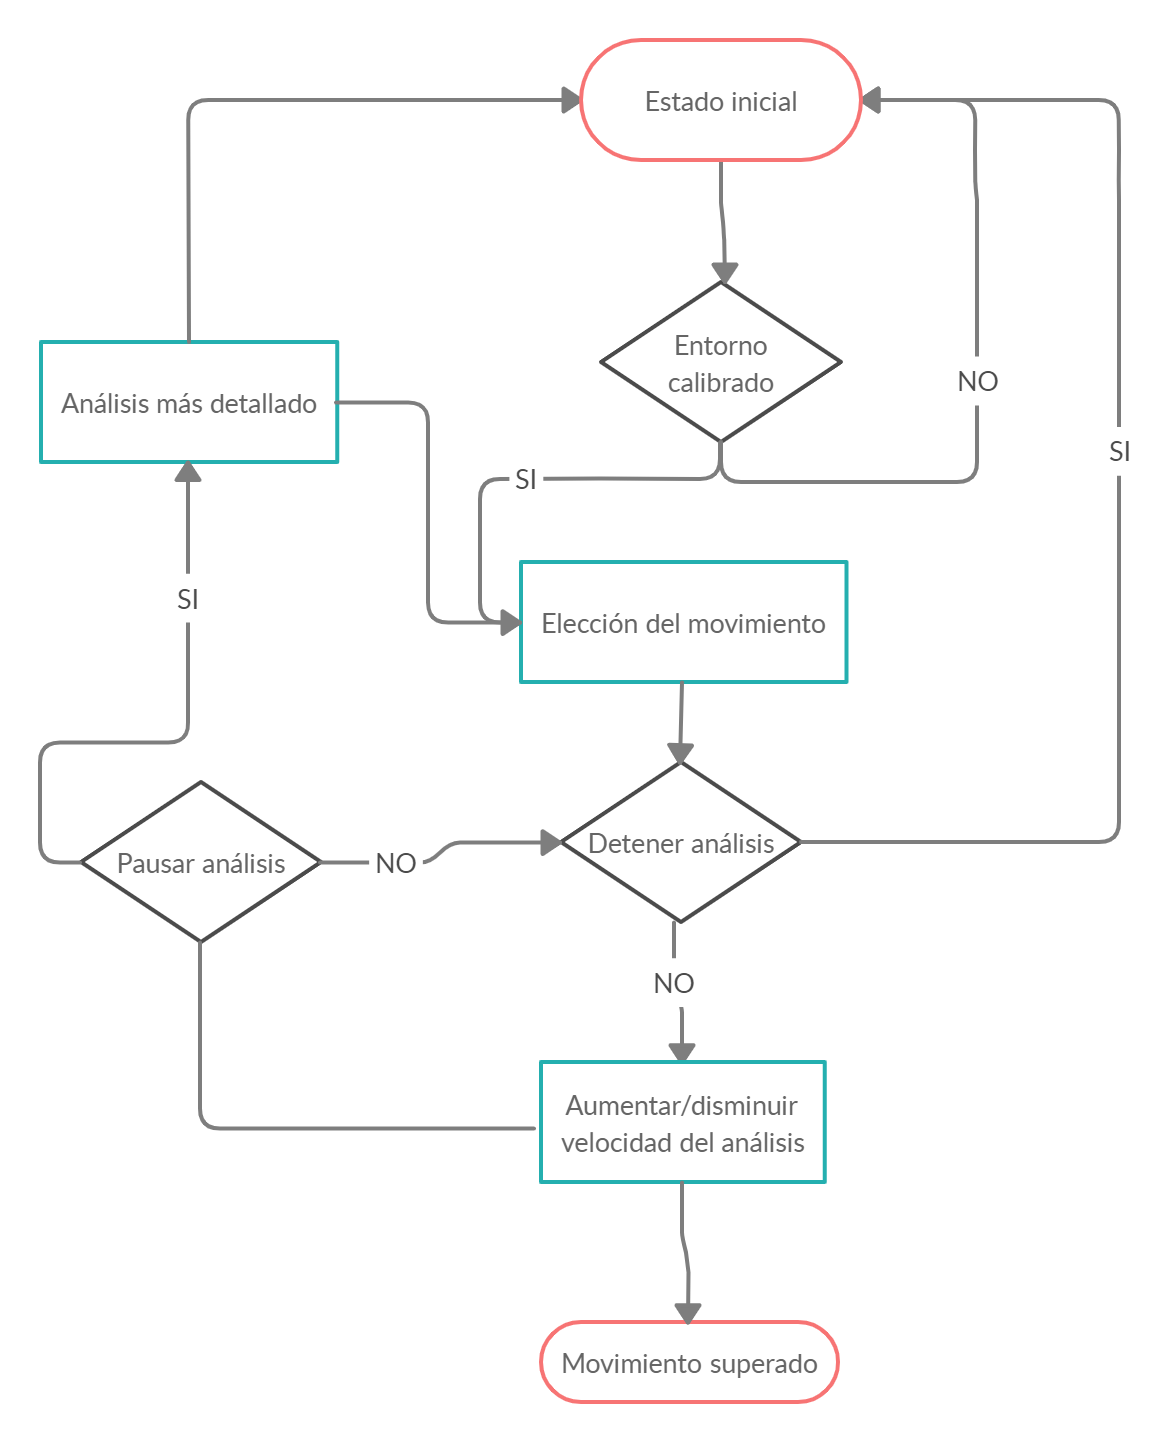 Estado inicial
Entorno
calibrado
NO
Análisis más detallado
SI
SI
SI
Elección del movimiento
Pausar análisis
NO
Detener análisis
NO
Aumentar/disminuir
velocidad del análisis
Movimiento superado